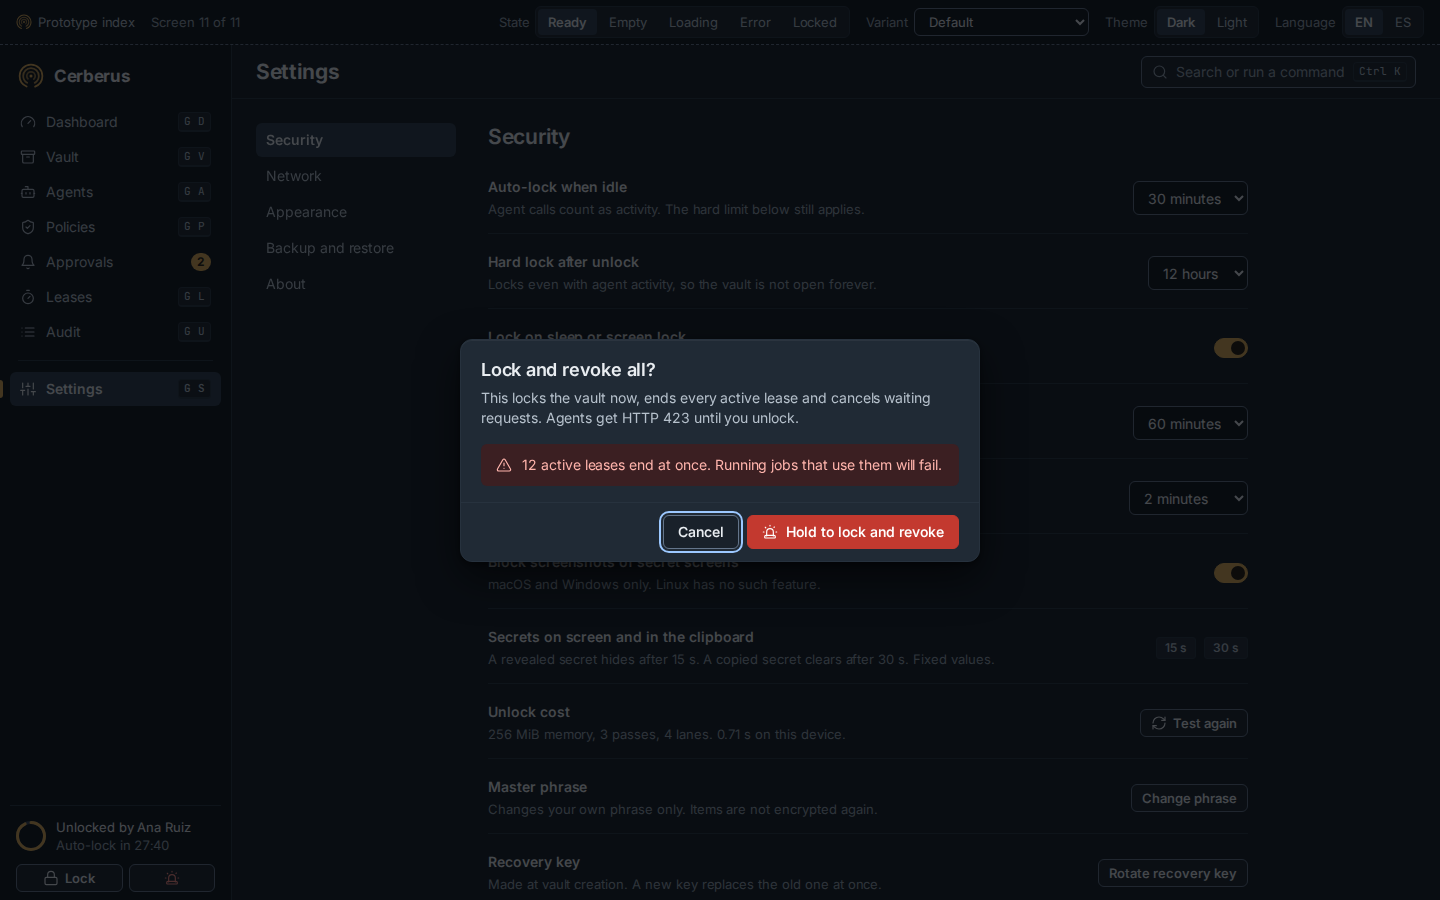 Prototype index Screen 11 of 11 State Ready Empty Loading Error Locked Variant Default Theme Dark Light Language EN ES
Cerberus
Settings
Search or run a command Ctrl K
Dashboard G D
Vault G V
Agents G A
Policies G P
Approvals 2
Leases G L
Audit G U
Settings G S
Security
Network
Appearance
Backup and restore
About
Security
Auto-lock when idle
Agent calls count as activity. The hard limit below still applies.
30 minutes
Hard lock after unlock
Locks even with agent activity, so the vault is not open forever.
12 hours
Lock on sleep or screen lock
60 minutes
2 minutes
Lock and revoke all?
This locks the vault now, ends every active lease and cancels waiting
requests. Agents get HTTP 423 until you unlock.
12 active leases end at once. Running jobs that use them will fail.
Cancel Hold to lock and revoke
Block screenshots of secret screens
macOS and Windows only. Linux has no such feature.
Secrets on screen and in the clipboard
A revealed secret hides after 15 s. A copied secret clears after 30 s. Fixed values.
15 s 30 s
Unlock cost
256 MiB memory, 3 passes, 4 lanes. 0.71 s on this device.
Test again
Master phrase
Changes your own phrase only. Items are not encrypted again.
Change phrase
Recovery key
Made at vault creation. A new key replaces the old one at once.
Rotate recovery key
Unlocked by Ana Ruiz
Auto-lock in 27:40
Lock